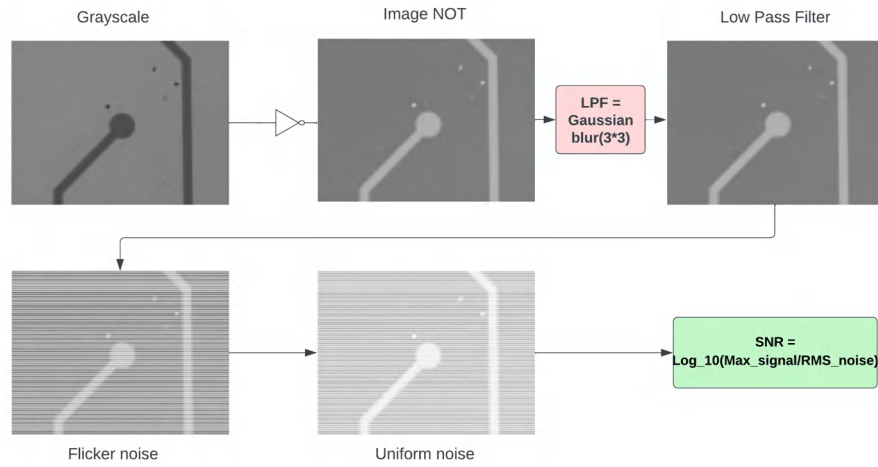 Grayscale
Image NOT
Low Pass Filter
LPF =
Gaussian
blur(3*3)
SNR =
Log_10(Max_signal/RMS_noise)
Flicker noise
Uniform noise